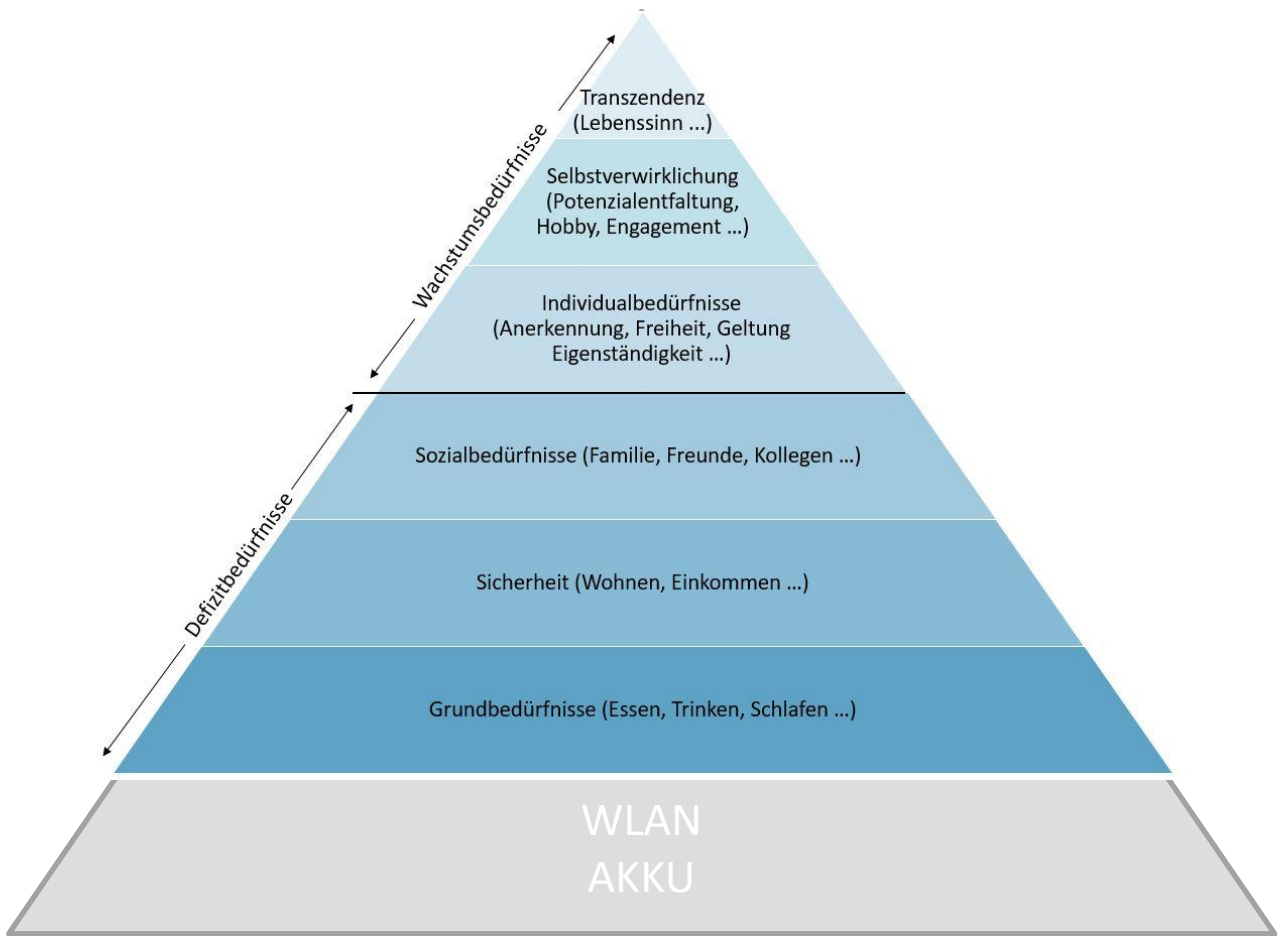 Transzendenz
(Lebenssinn ...)
Wachstumsbedürfnisse
Selbstverwirklichung
(Potenzialentfaltung,
Hobby, Engagement ...)
Individualbedürfnisse
(Anerkennung, Freiheit, Geltung
Eigenständigkeit ...)
Defizitbedürfnisse
Sozialbedürfnisse (Familie, Freunde, Kollegen ...)
Sicherheit (Wohnen, Einkommen ...)
Grundbedürfnisse (Essen, Trinken, Schlafen ...)
WLAN
AKKU